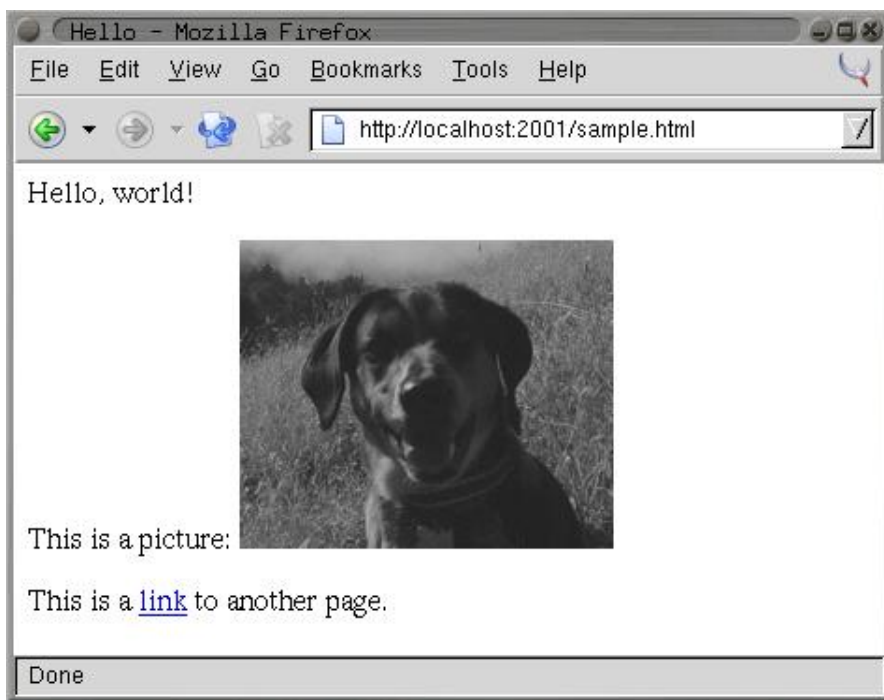 Hello - Mozilla Firefox
File Edit View Go Bookmarks Tools Help
http://localhost:2001/sample.html
Hello, world!
This is a picture:
This is a link to another page.
Done